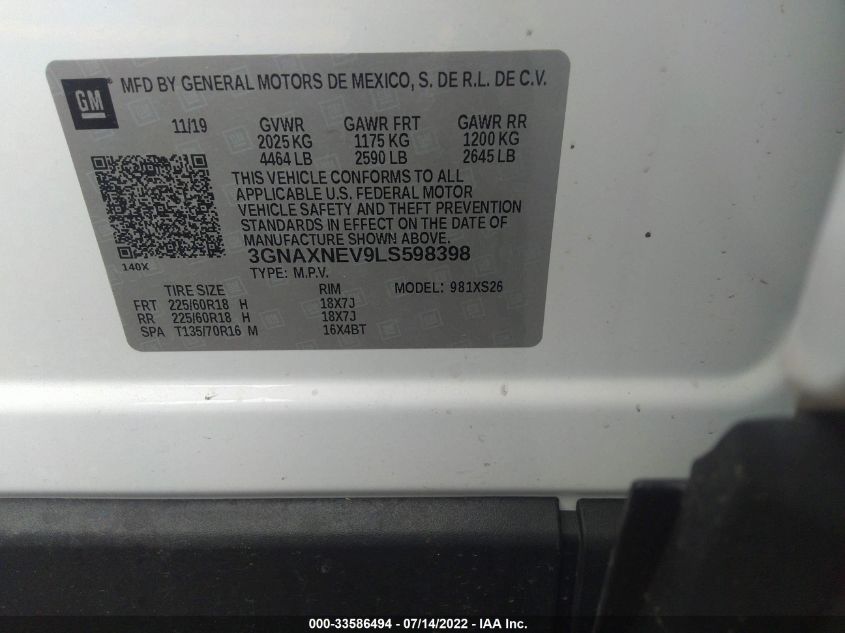 GM
MFD BY GENERAL MOTORS DE MEXICO, S. DE R.L. DE C.V.
11/19 GVWR GAWR FRT GAWR RR
2025 KG 1175 KG 1200 KG
4464 LB 2590 LB 2645 LB
THIS VEHICLE CONFORMS TO ALL
APPLICABLE U.S. FEDERAL MOTOR
VEHICLE SAFETY AND THEFT PREVENTION
STANDARDS IN EFFECT ON THE DATE OF
MANUFACTURE SHOWN ABOVE.
140X
3GNAXNEV9LS598398
TYPE: M.P.V.
TIRE SIZE RIM MODEL: 981XS26
FRT 225/60R18 H 18X7J
RR 225/60R18 H 18X7J
SPA T135/70R16 M 16X4BT
000-33586494 - 07/14/2022 - IAA Inc.